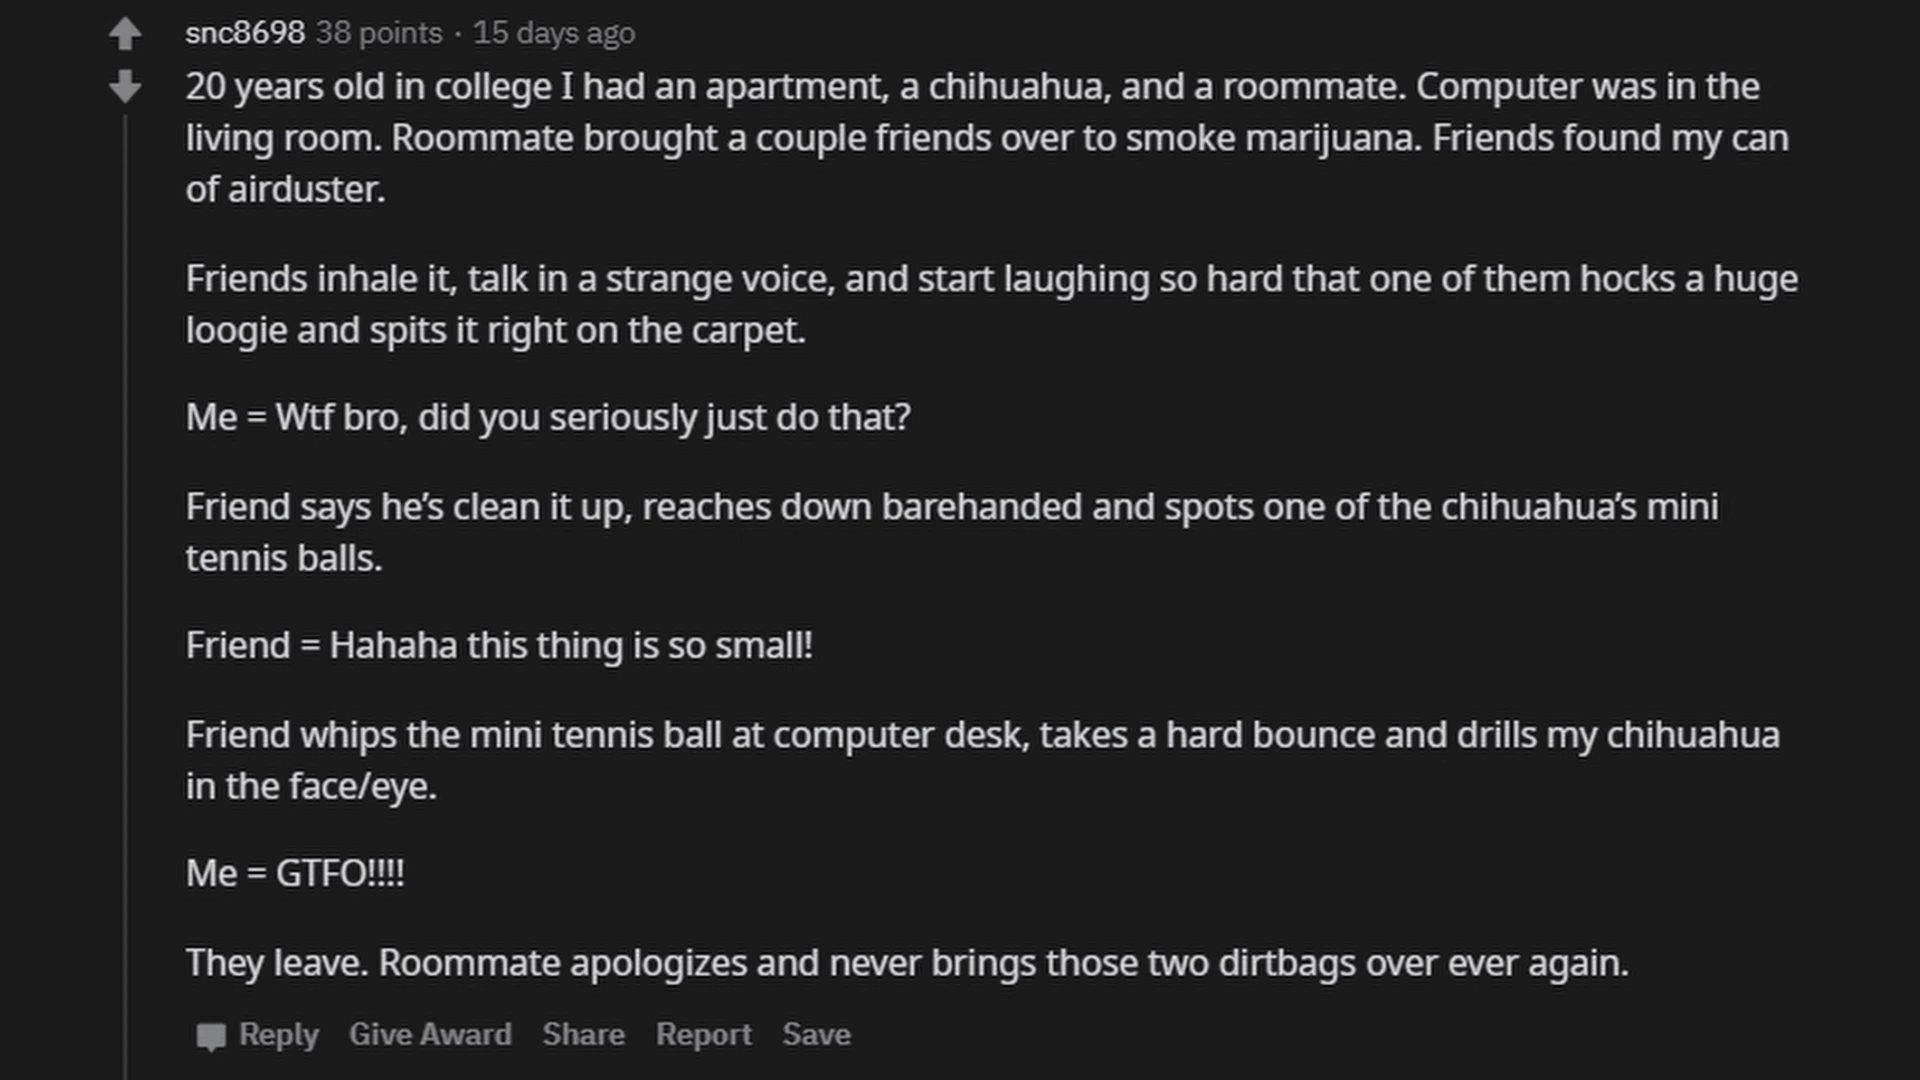 snc8698 38 points · 15 days ago
20 years old in college I had an apartment, a chihuahua, and a roommate. Computer was in the
living room. Roommate brought a couple friends over to smoke marijuana. Friends found my can
of airduster.
Friends inhale it, talk in a strange voice, and start laughing so hard that one of them hocks a huge
loogie and spits it right on the carpet.
Me = Wtf bro, did you seriously just do that?
Friend says he’s clean it up, reaches down barehanded and spots one of the chihuahua’s mini
tennis balls.
Friend = Hahaha this thing is so small!
Friend whips the mini tennis ball at computer desk, takes a hard bounce and drills my chihuahua
in the face/eye.
Me = GTFO!!!!
They leave. Roommate apologizes and never brings those two dirtbags over ever again.
Reply Give Award Share Report Save